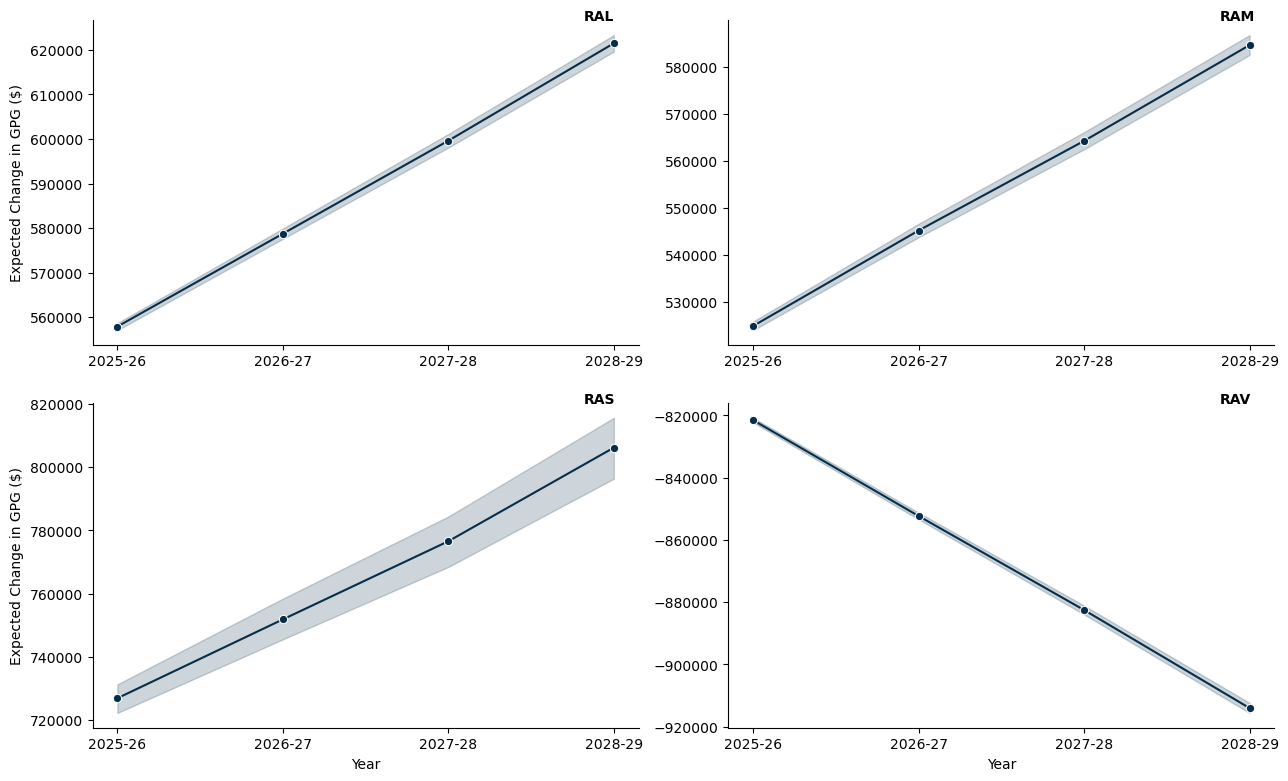 RAL
Expected Change in GPG ($)
620000
610000
600000
590000
580000
570000
560000
2025-26 2026-27 2027-28 2028-29
RAM
580000
570000
560000
550000
540000
530000
2025-26 2026-27 2027-28 2028-29
RAS
Expected Change in GPG ($)
820000
800000
780000
760000
740000
720000
2025-26 2026-27 2027-28 2028-29
Year
RAV
−820000
−840000
−860000
−880000
−900000
−920000
2025-26 2026-27 2027-28 2028-29
Year